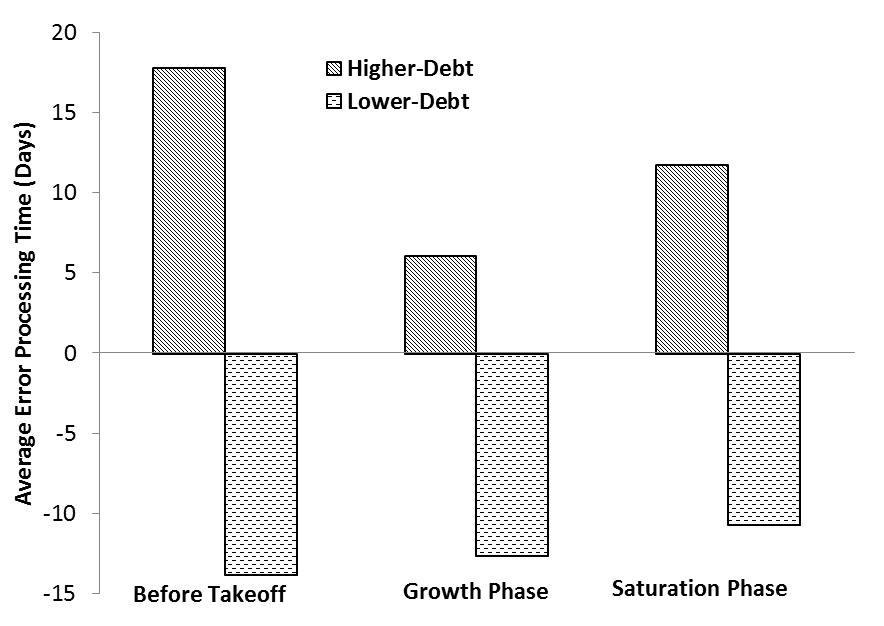 20
15
10
5
0
-5
-10
-15
Average Error Processing Time (Days)
Higher-Debt
Lower-Debt
Before Takeoff
Growth Phase
Saturation Phase